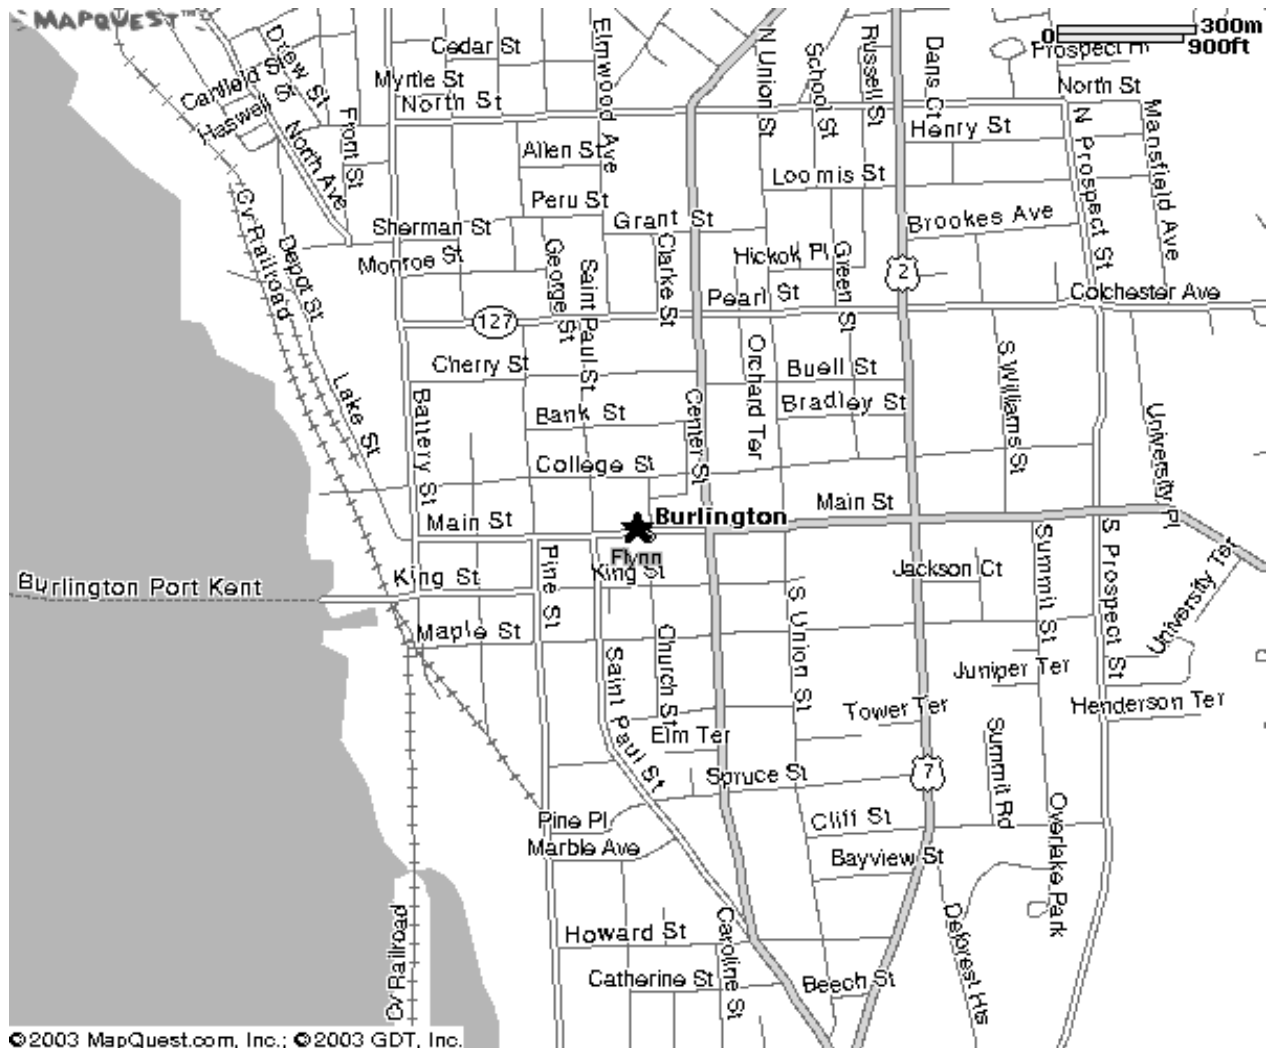 MAPQUEST™
0 300m
900ft
Cedar St
Elmwood Ave
N Union St
School St
Russell St
Dans Ct
Prospect
Drew St
Canfield St
Haswell St
Myrtle St
North St
North St
Front St
North Ave
Henry St
N Prospect St
Mansfield Ave
Allen St
Loomis St
Peru St
Grant St
Brookes Ave
Sherman St
Monroe St
George St
Saint Paul St
Clarke St
Hickok Pl
Green St
2
Cv Railroad
Depot St
Pearl St
Colchester Ave
127
Cherry St
Orchard Ter
Buell St
S Williams St
Lake St
Battery St
Bank St
Center St
Bradley St
University Pl
College St
Main St
Burlington
Main St
Flynn
Burlington Port Kent
King St
Pine St
King St
S Union St
Jackson Ct
Summit St
S Prospect St
University Ter
Maple St
Church St
Saint Paul St
Juniper Ter
Tower Ter
Henderson Ter
Elm Ter
Summit Rd
Spruce St
7
Pine Pl
Cliff St
Overlake Park
Marble Ave
Bayview St
Cv Railroad
Howard St
Caroline St
Deforest Hts
Catherine St
Beech St
©2003 MapQuest.com, Inc.; ©2003 GDT, Inc.